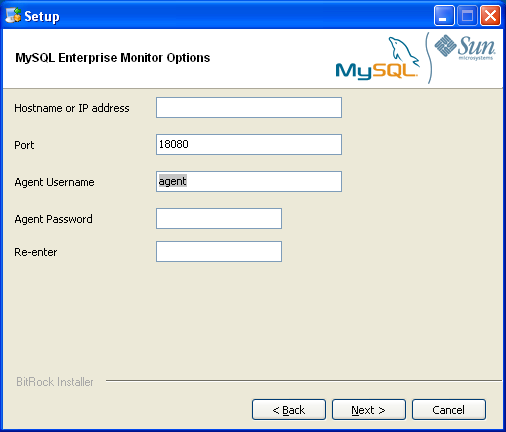 Setup
MySQL Enterprise Monitor Options
MySQL
Sun
microsystems
Hostname or IP address
Port
18080
Agent Username
agent
Agent Password
Re-enter
BitRock Installer
< Back
Next >
Cancel